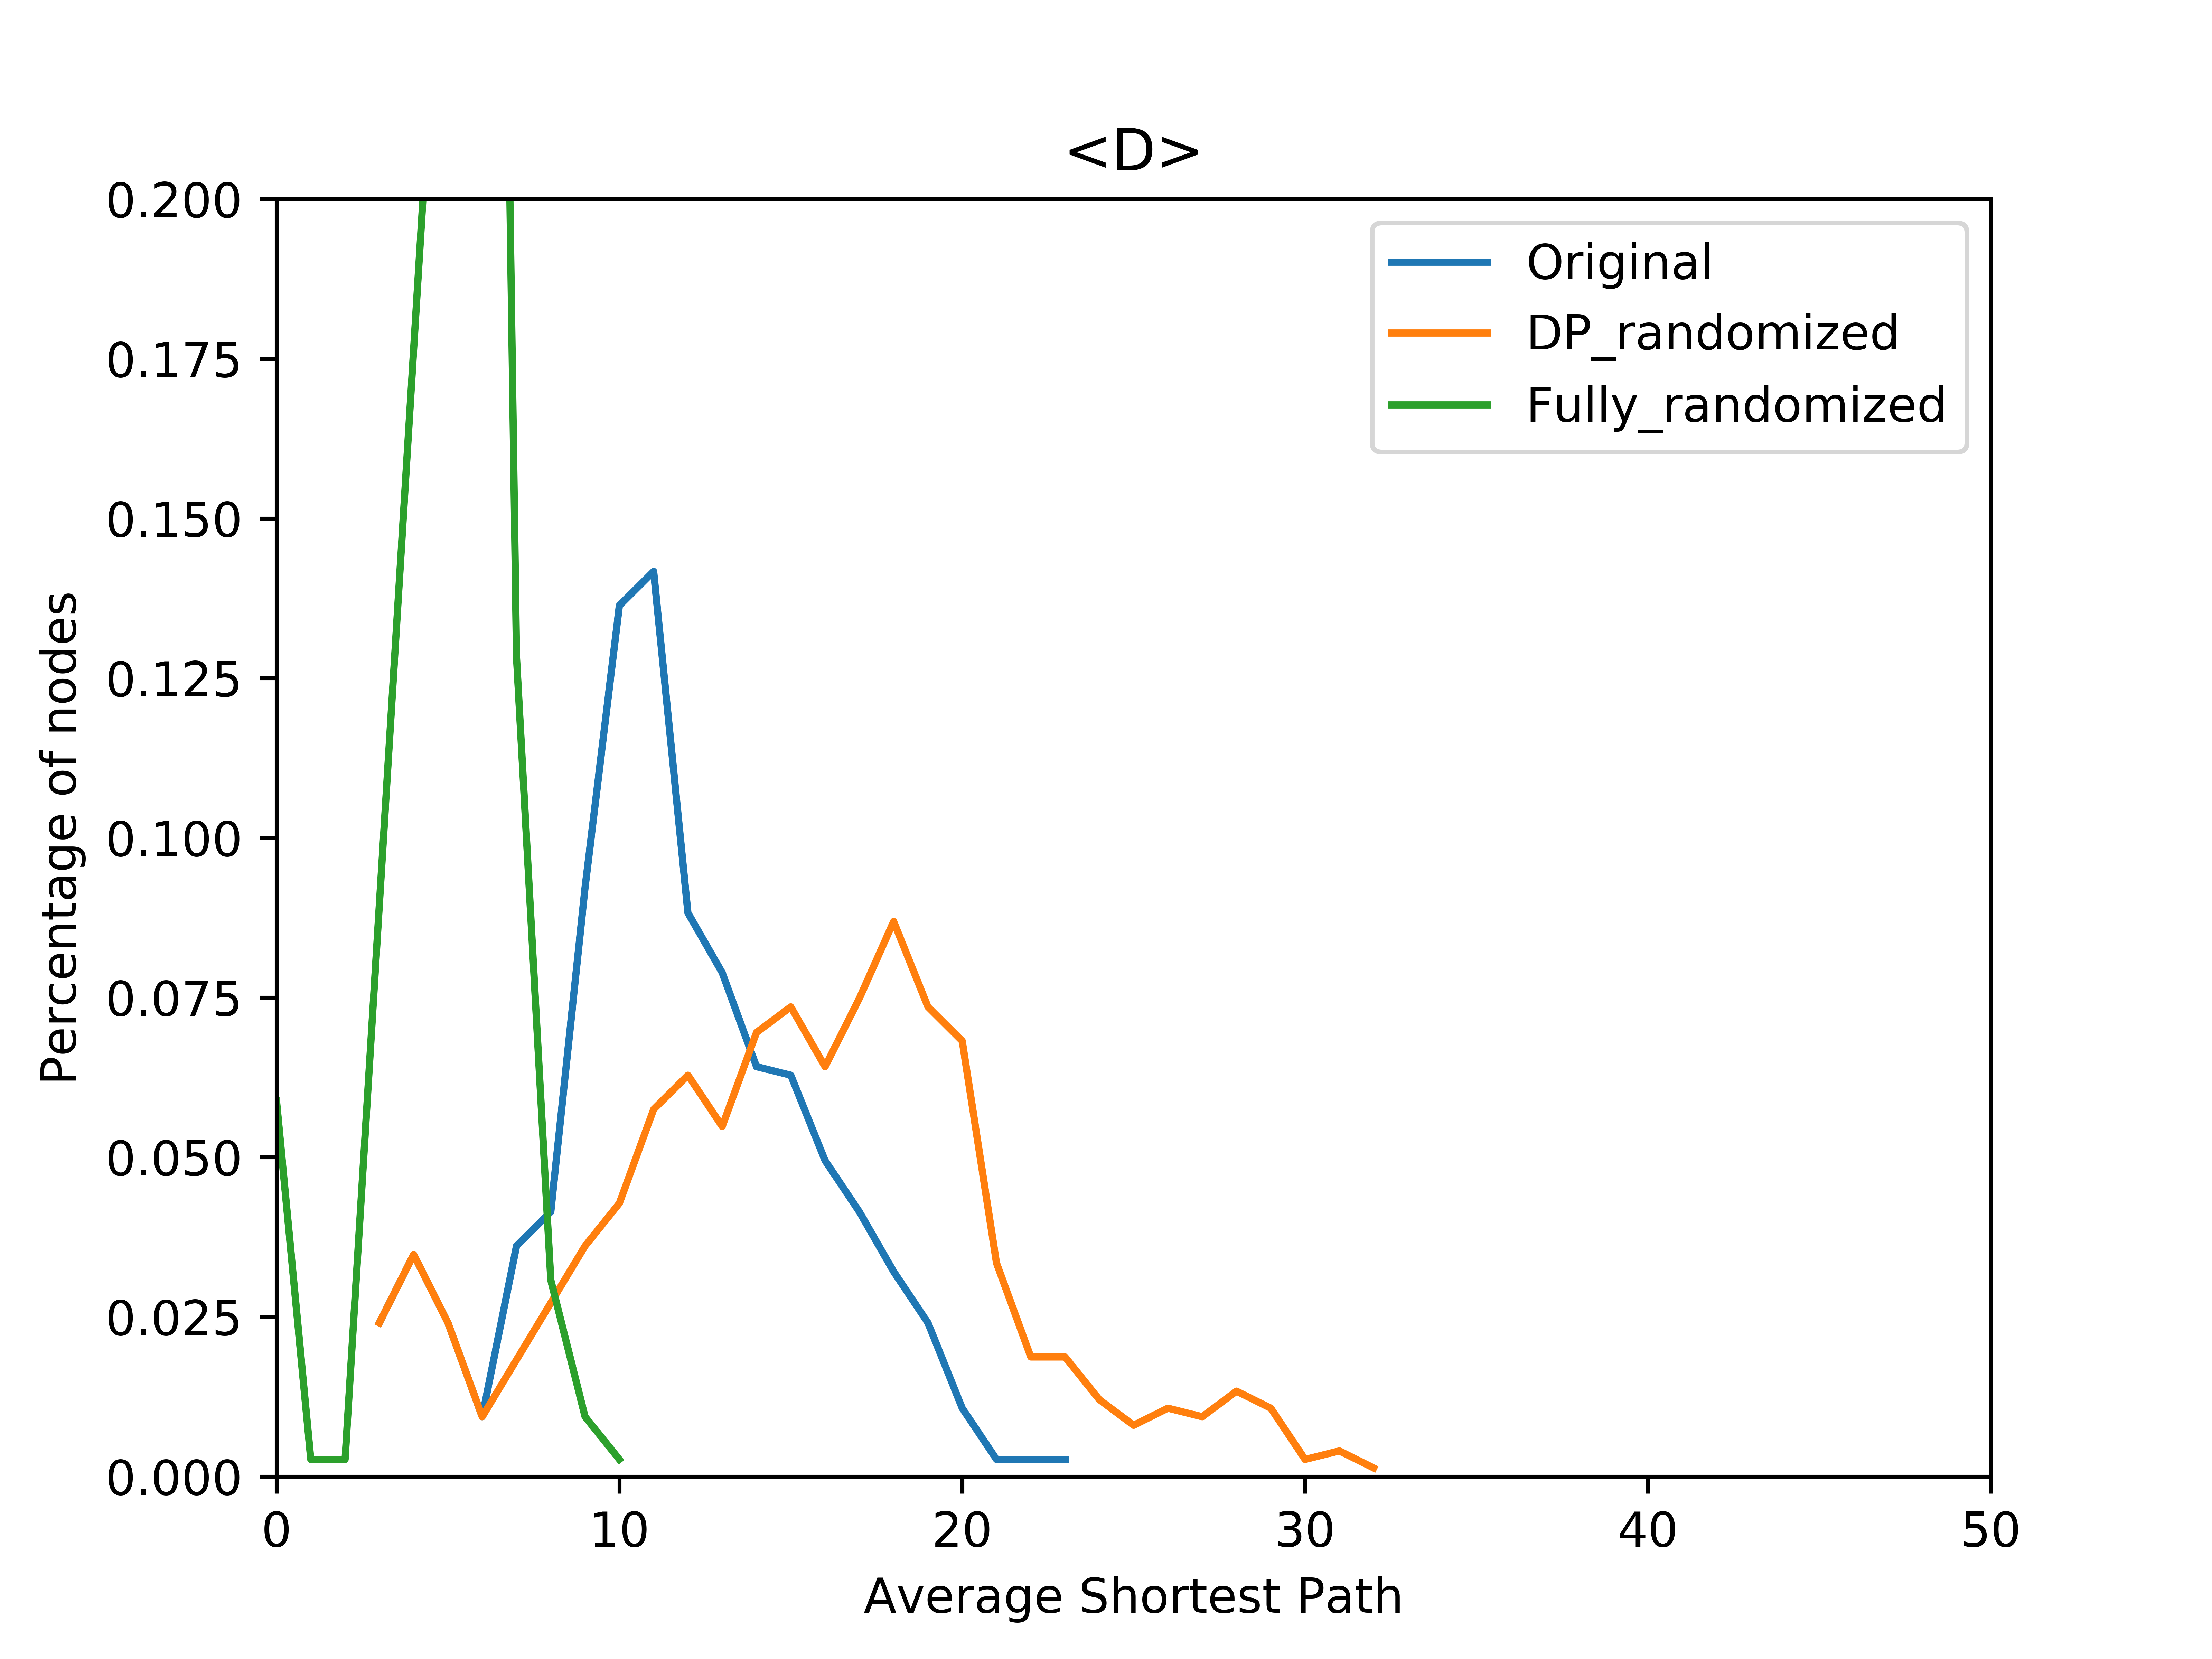 <D>
0.200
0.175
0.150
0.125
0.100
0.075
0.050
0.025
0.000
Percentage of nodes
Original
DP_randomized
Fully_randomized
0 10 20 30 40 50
Average Shortest Path